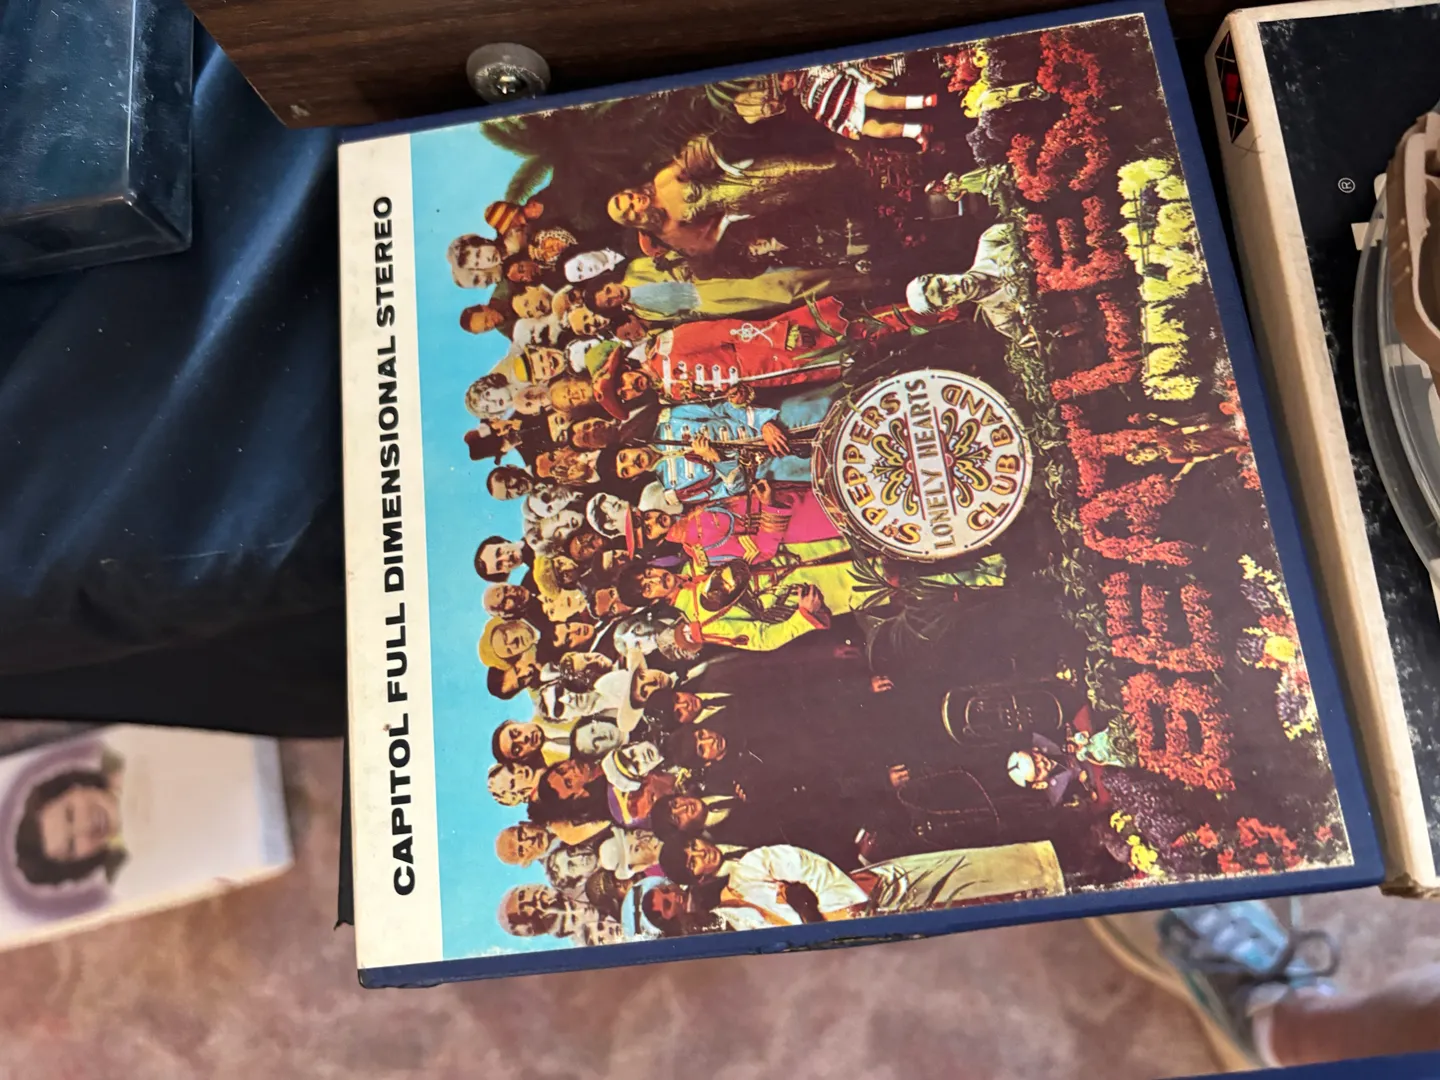 CAPITOL FULL DIMENSIONAL STEREO
SGT PEPPERS
LONELY HEARTS
CLUB BAND
BEATLES
®